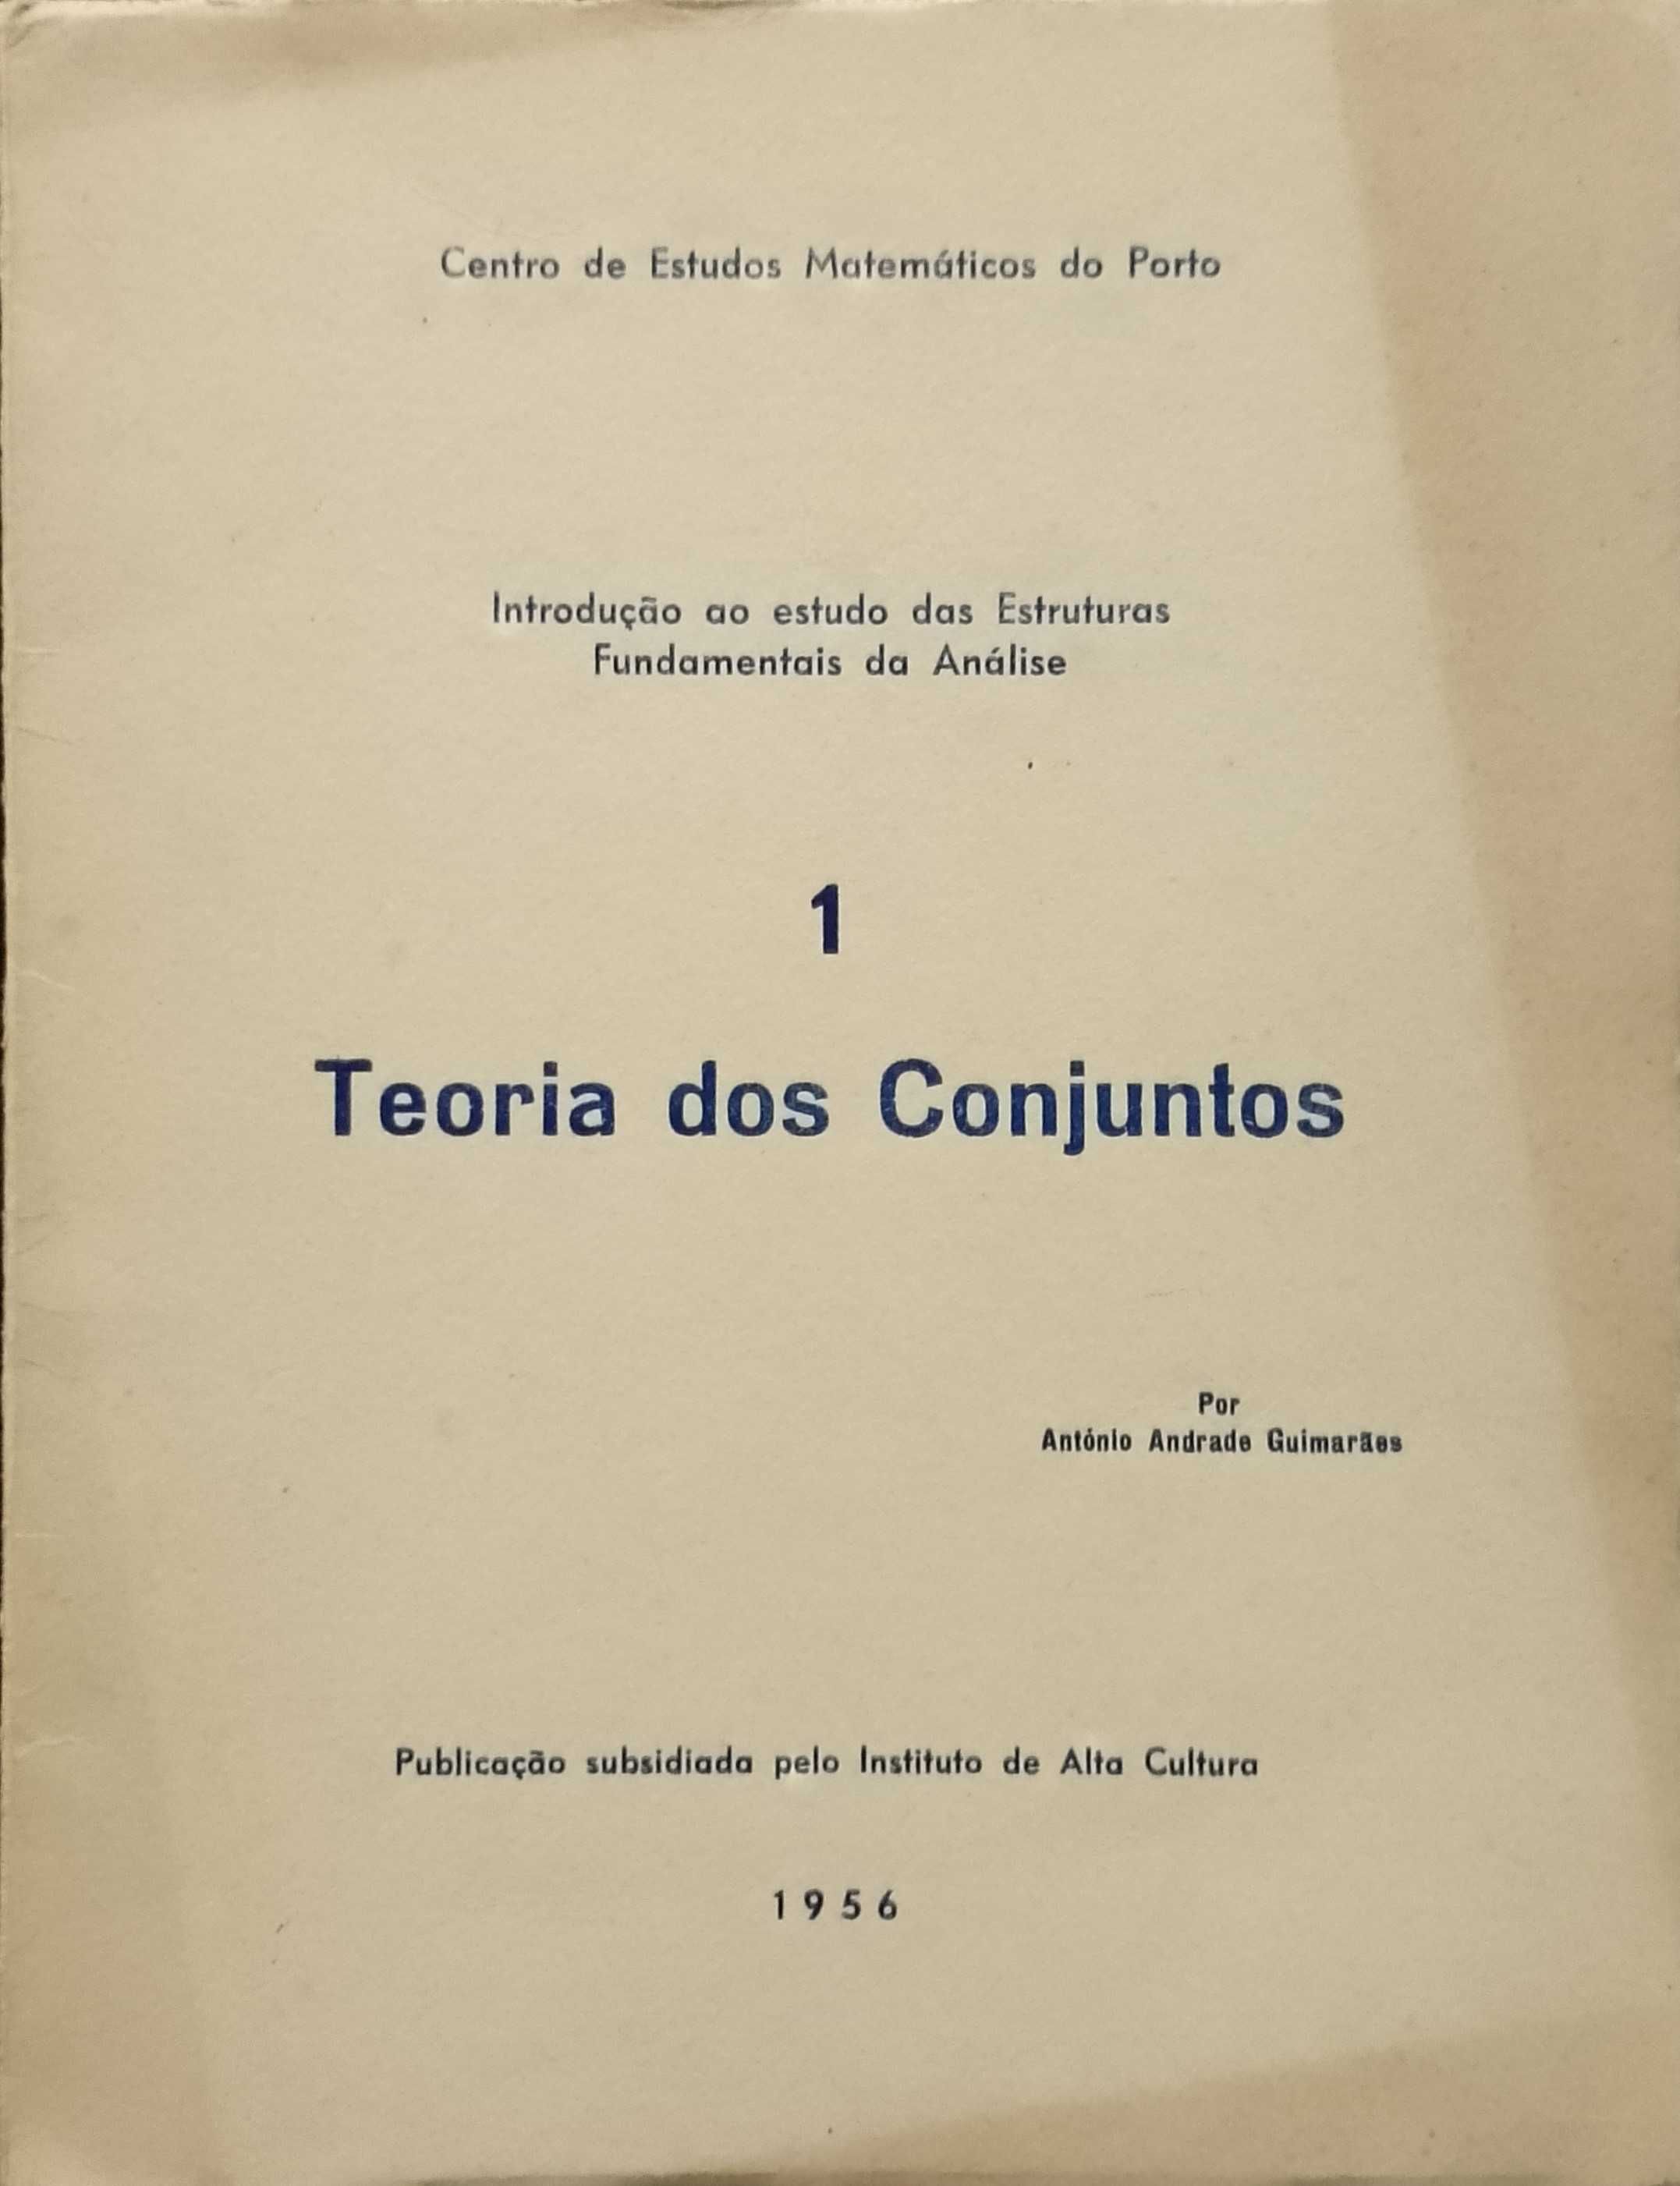 Centro de Estudos Matemáticos do Porto
Introdução ao estudo das Estruturas
Fundamentais da Análise
1
Teoria dos Conjuntos
Por
António Andrade Guimarães
Publicação subsidiada pelo Instituto de Alta Cultura
1956